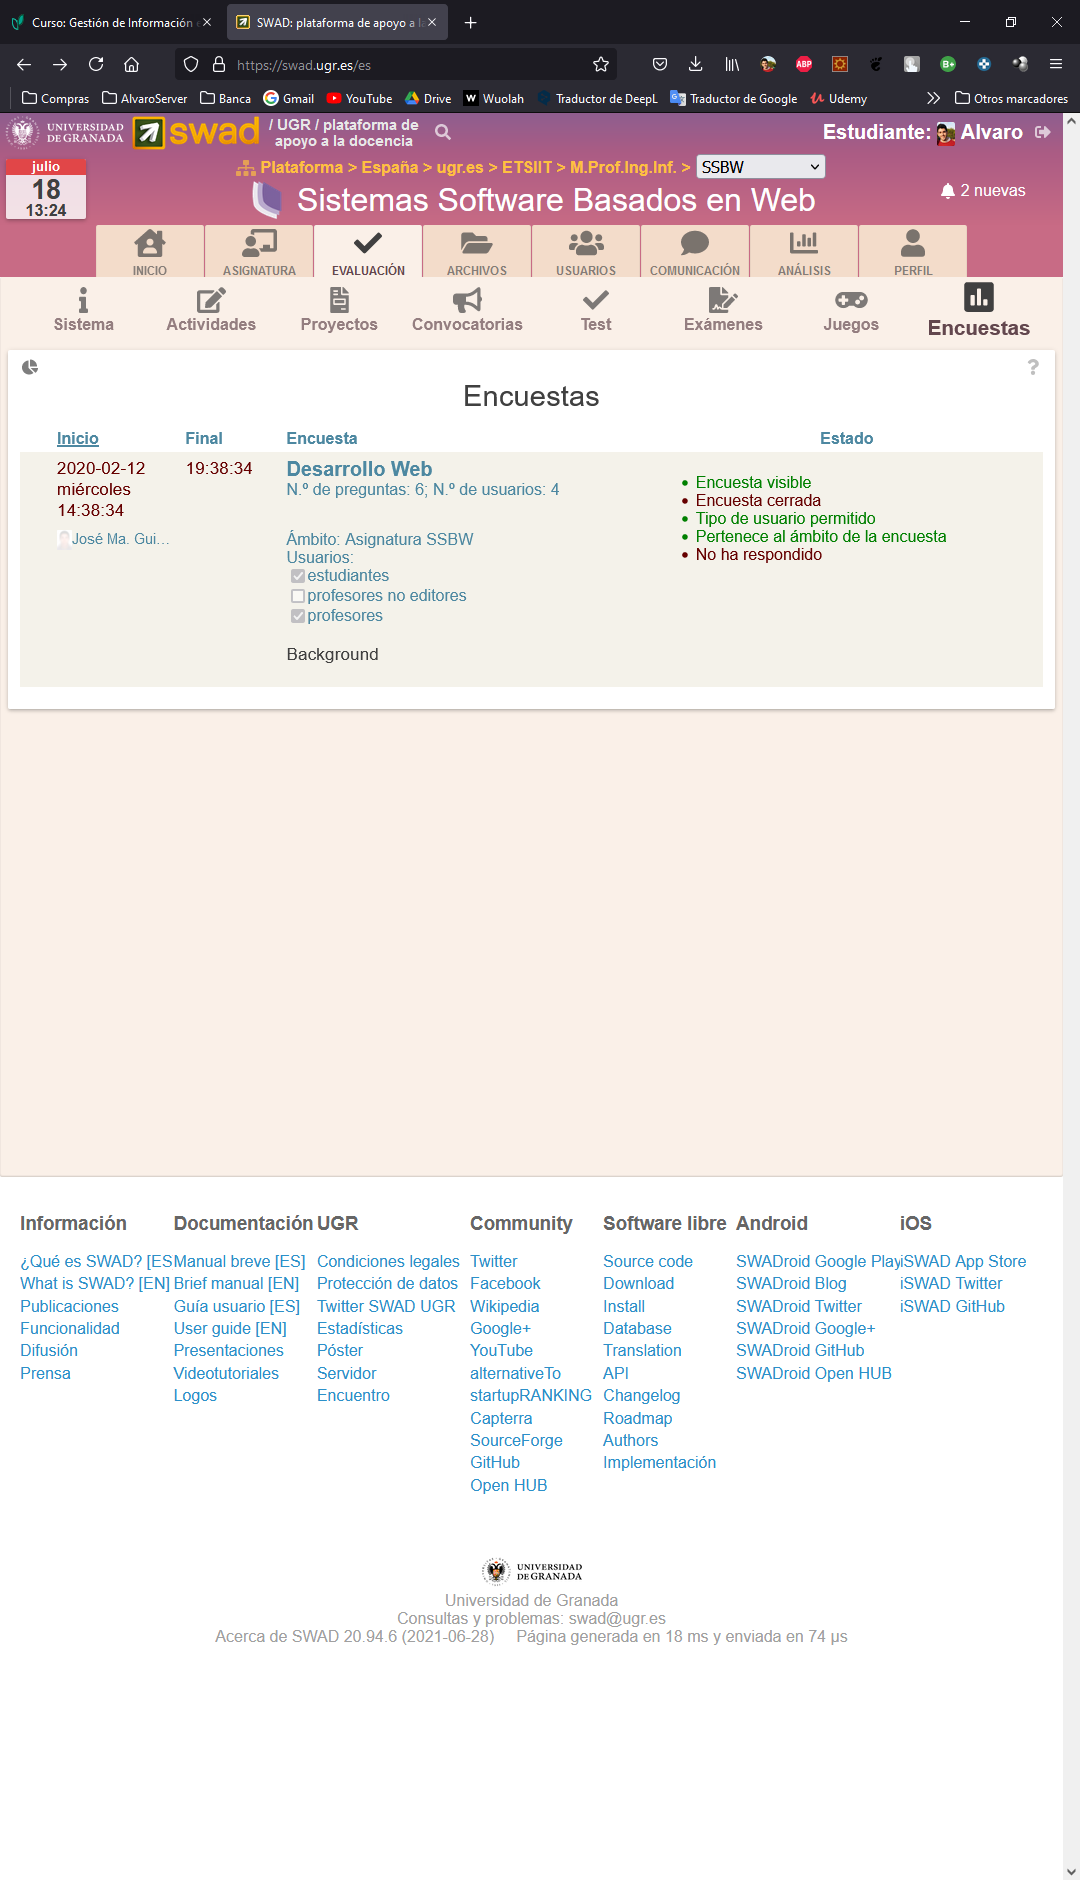 Curso: Gestión de Información
SWAD: plataforma de apoyo a l
https://swad.ugr.es/es
Compras AlvaroServer Banca Gmail YouTube Drive Wuolah Traductor de DeepL Traductor de Google Udemy Otros marcadores
UNIVERSIDAD
DE GRANADA
swad
/ UGR / plataforma de
apoyo a la docencia
Estudiante: Alvaro
julio
18
13:24
Plataforma > España > ugr.es > ETSIIT > M.Prof.Ing.Inf. > SSBW
Sistemas Software Basados en Web
2 nuevas
INICIO ASIGNATURA EVALUACIÓN ARCHIVOS USUARIOS COMUNICACIÓN ANÁLISIS PERFIL
Sistema Actividades Proyectos Convocatorias Test Exámenes Juegos Encuestas
?
Encuestas
Inicio Final Encuesta Estado
2020-02-12
miércoles
14:38:34
José Ma. Gui...
19:38:34
Desarrollo Web
N.º de preguntas: 6; N.º de usuarios: 4
Ámbito: Asignatura SSBW
Usuarios:
estudiantes
profesores no editores
profesores
Background
• Encuesta visible
• Encuesta cerrada
• Tipo de usuario permitido
• Pertenece al ámbito de la encuesta
• No ha respondido
Información
¿Qué es SWAD? [ES
What is SWAD? [EN]
Publicaciones
Funcionalidad
Difusión
Prensa
Documentación
Manual breve [ES]
Brief manual [EN]
Guía usuario [ES]
User guide [EN]
Presentaciones
Videotutoriales
Logos
UGR
Condiciones legales
Protección de datos
Twitter SWAD UGR
Estadísticas
Póster
Servidor
Encuentro
Community
Twitter
Facebook
Wikipedia
Google+
YouTube
alternativeTo
startupRANKING
Capterra
SourceForge
GitHub
Open HUB
Software libre
Source code
Download
Install
Database
Translation
API
Changelog
Roadmap
Authors
Implementación
Android
SWADroid Google Play
SWADroid Blog
SWADroid Twitter
SWADroid Google+
SWADroid GitHub
SWADroid Open HUB
iOS
iSWAD App Store
iSWAD Twitter
iSWAD GitHub
UNIVERSIDAD
DE GRANADA
Universidad de Granada
Consultas y problemas: swad@ugr.es
Acerca de SWAD 20.94.6 (2021-06-28) Página generada en 18 ms y enviada en 74 µs